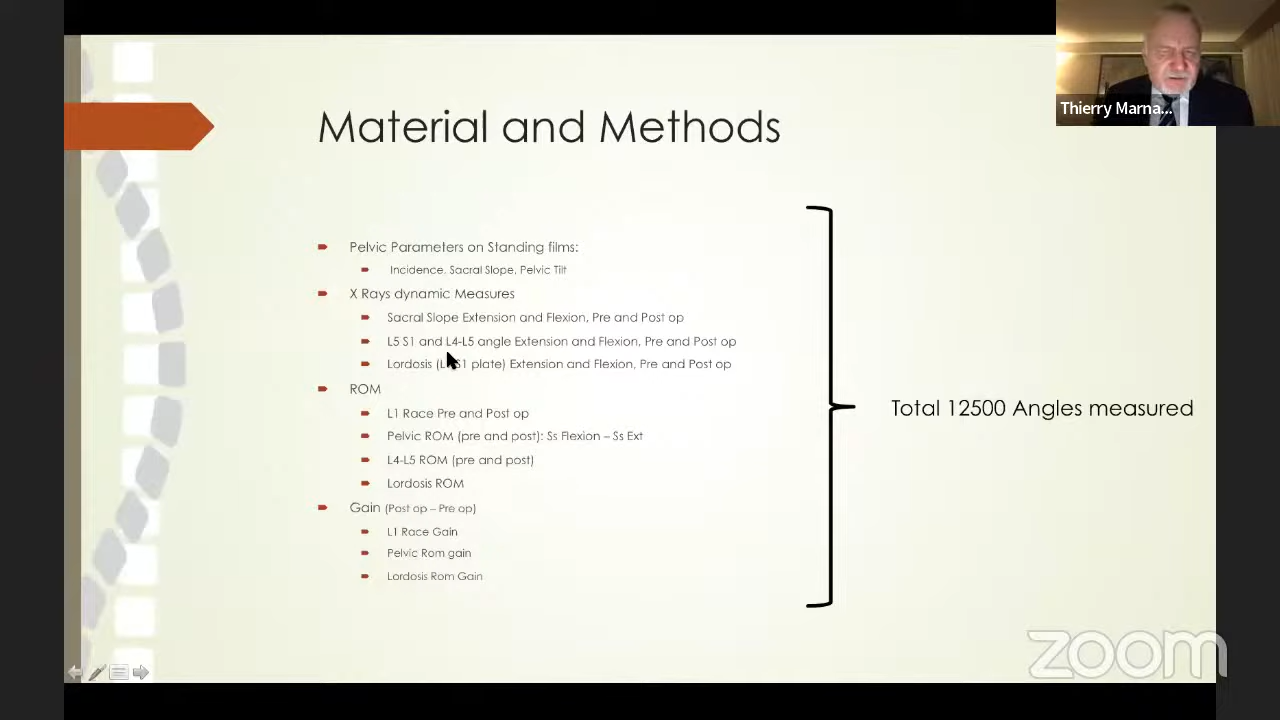 Thierry Marna...
Material and Methods
Pelvic Parameters on Standing films:
Incidence. Sacral Slope, Pelvic Tilt
X Rays dynamic Measures
Sacral Slope Extension and Flexion, Pre and Post op
L5 S1 and L4-L5 angle Extension and Flexion, Pre and Post op
Lordosis S1 plate) Extension and Flexion, Pre and Post op
ROM
L1 Race Pre and Post op
Pelvic ROM (pre and post): Ss Flexion – Ss Ext
L4-L5 ROM (pre and post)
Lordosis ROM
Gain (Post op – Pre op)
L1 Race Gain
Pelvic Rom gain
Lordosis Rom Gain
Total 12500 Angles measured
zoom